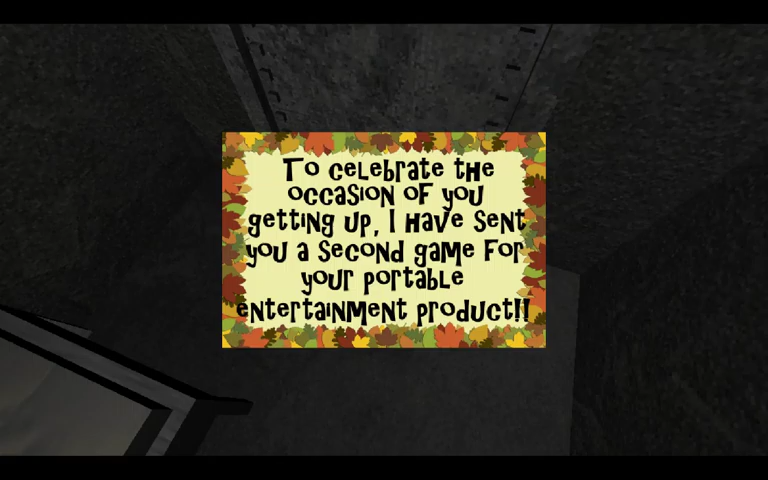 To celebrate the
occasion of you
getting up, I have sent
you a second game for
your portable
entertainment product!!